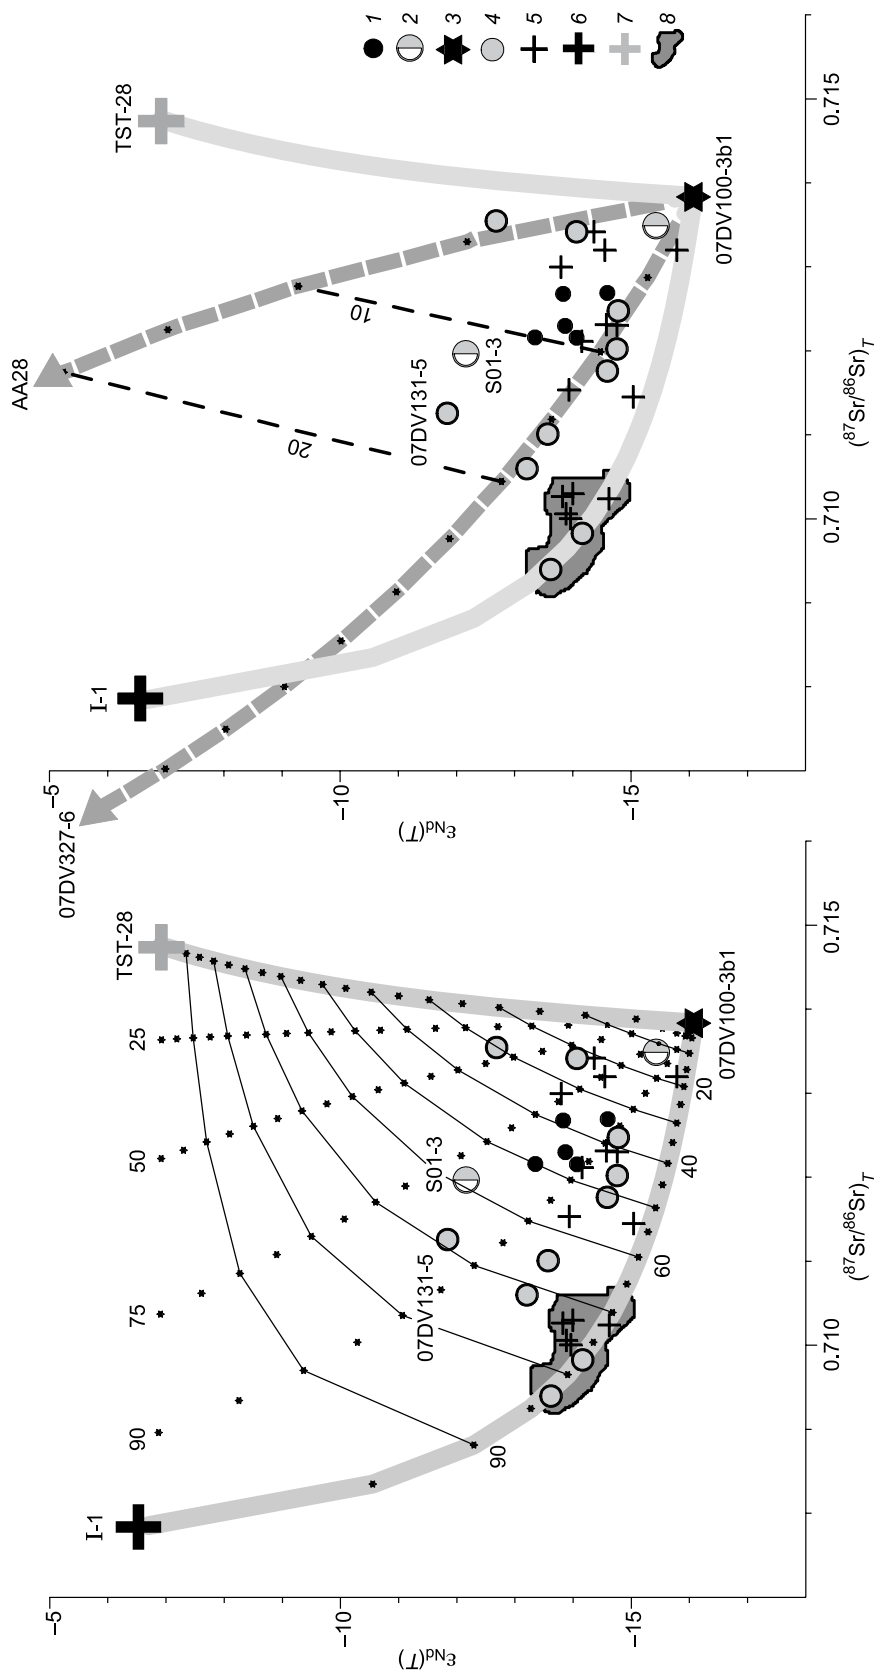 −5
−10
−15
εNd(T)
I-1
90
75
50
25
TST-28
07DV131-5
S01-3
90
60
40
20
07DV100-3b1
0.710
0.715
(87Sr/86Sr)T
−5
−10
−15
εNd(T)
07DV327-6
I-1
AA28
TST-28
20
10
07DV131-5
S01-3
07DV100-3b1
0.710
0.715
(87Sr/86Sr)T
1
2
3
4
5
6
7
8